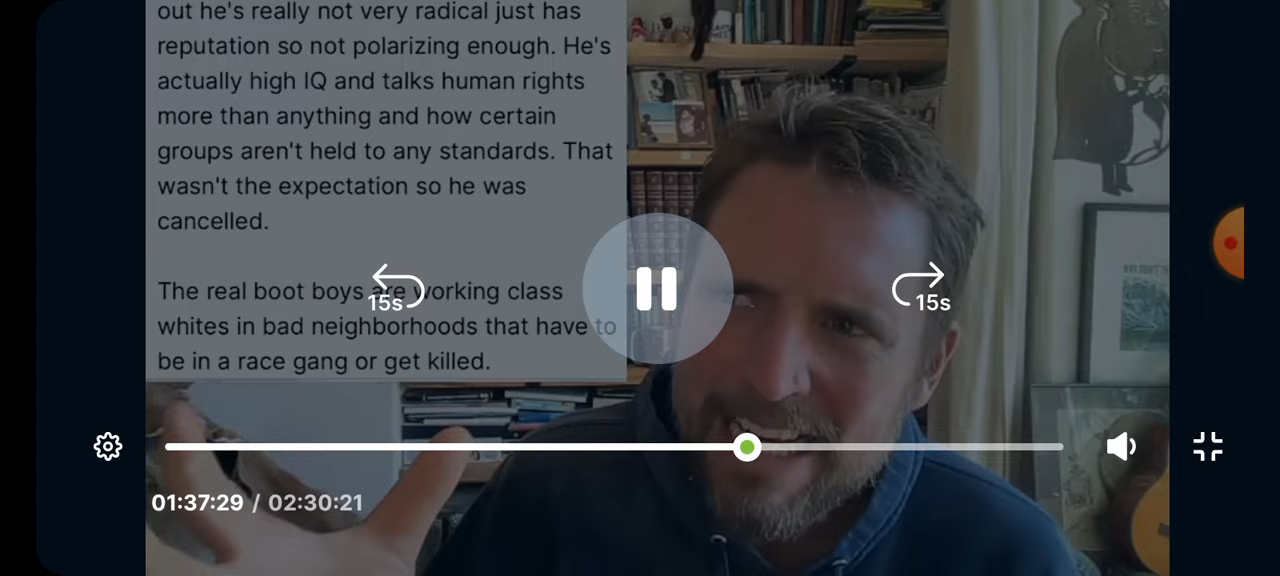 out he's really not very radical just has
reputation so not polarizing enough. He's
actually high IQ and talks human rights
more than anything and how certain
groups aren't held to any standards. That
wasn't the expectation so he was
cancelled.
The real boot boys are working class
whites in bad neighborhoods that have to
be in a race gang or get killed.
15s
15s
01:37:29 / 02:30:21